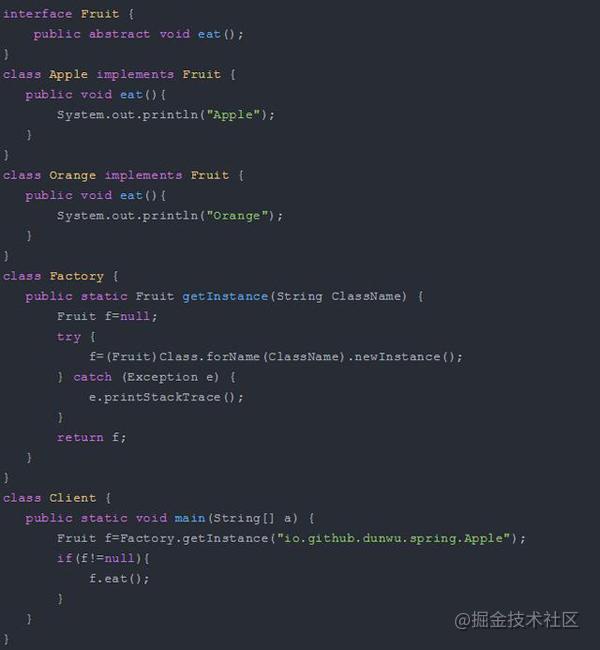 interface Fruit {
    public abstract void eat();
}
class Apple implements Fruit {
   public void eat(){
       System.out.println("Apple");
   }
}
class Orange implements Fruit {
   public void eat(){
       System.out.println("Orange");
   }
}
class Factory {
   public static Fruit getInstance(String ClassName) {
       Fruit f=null;
       try {
           f=(Fruit)Class.forName(ClassName).newInstance();
       } catch (Exception e) {
           e.printStackTrace();
       }
       return f;
   }
}
class Client {
   public static void main(String[] a) {
       Fruit f=Factory.getInstance("io.github.dunwu.spring.Apple");
       if(f!=null){
           f.eat();
       }
   }
}
@掘金技术社区